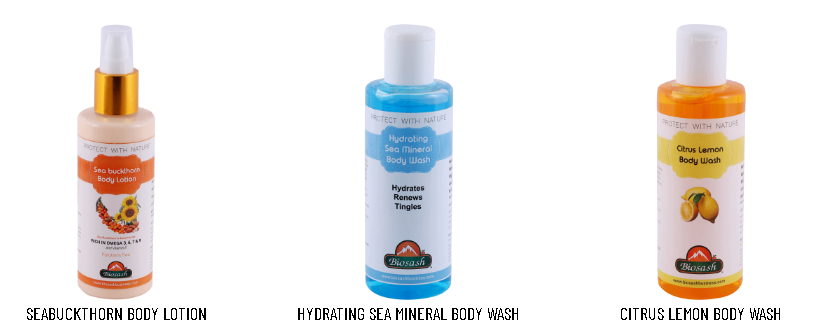 PROTECT WITH NATURE
Sea buckthorn
Body Lotion
RICH IN OMEGA 3, 6, 7 & 9
Biosash
PROTECT WITH NATURE
Hydrating
Sea Mineral
Body Wash
Hydrates
Renews
Tingles
Biosash
PROTECT WITH NATURE
Citrus Lemon
Body Wash
Biosash
SEABUCKTHORN BODY LOTION
HYDRATING SEA MINERAL BODY WASH
CITRUS LEMON BODY WASH